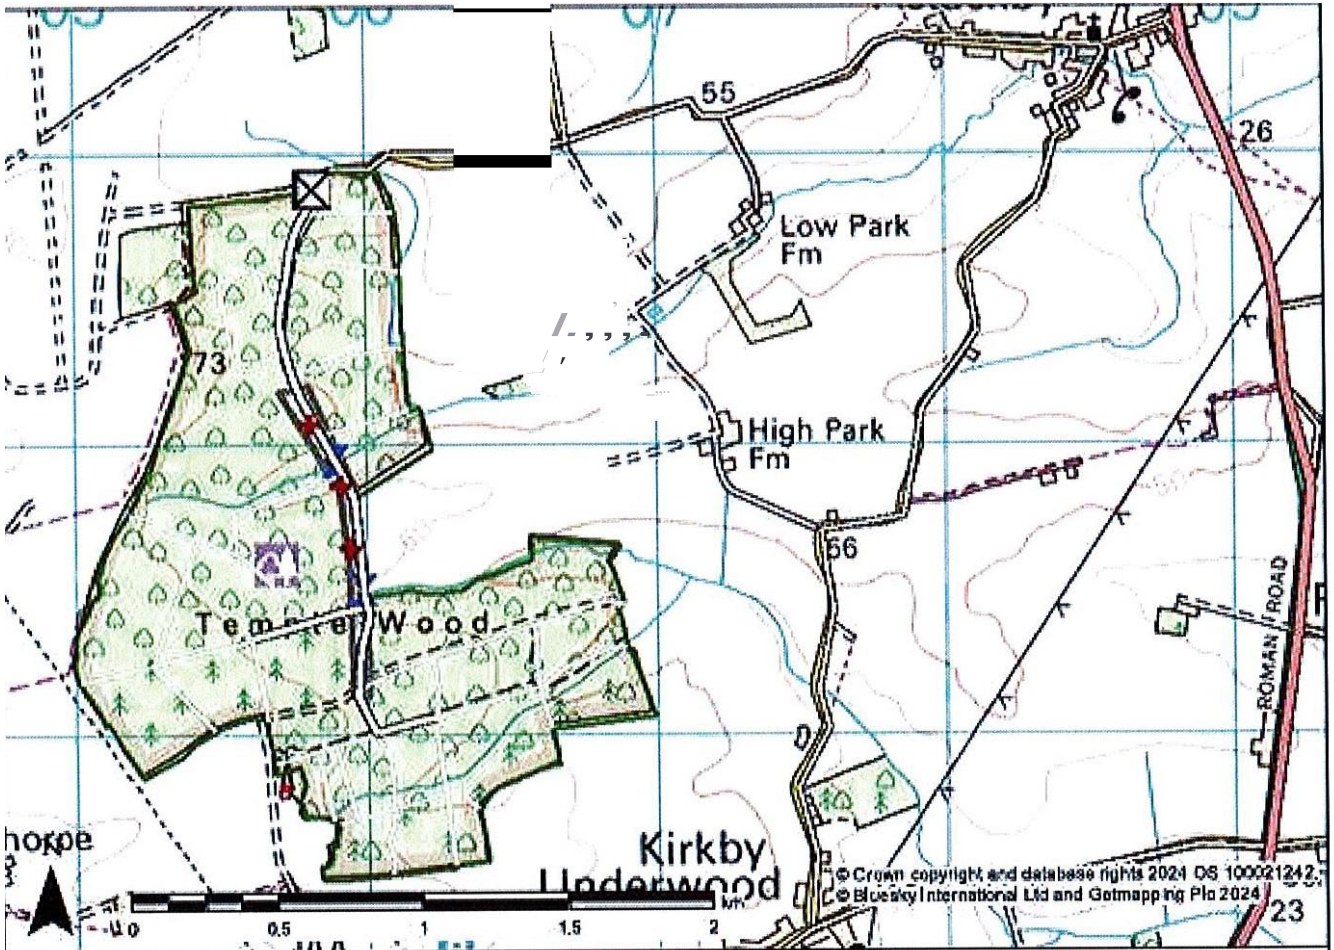 55
26
Low Park
Fm
73
High Park
Fm
56
Wood
ROMAN ROAD
Kirkby
Underwood
horpe
© Crown copyright and database rights 2024 OS 100021242.
© Bluesky International Ltd and Getmapping Plc 2024
0 0.5 1 1.5 2 km
23